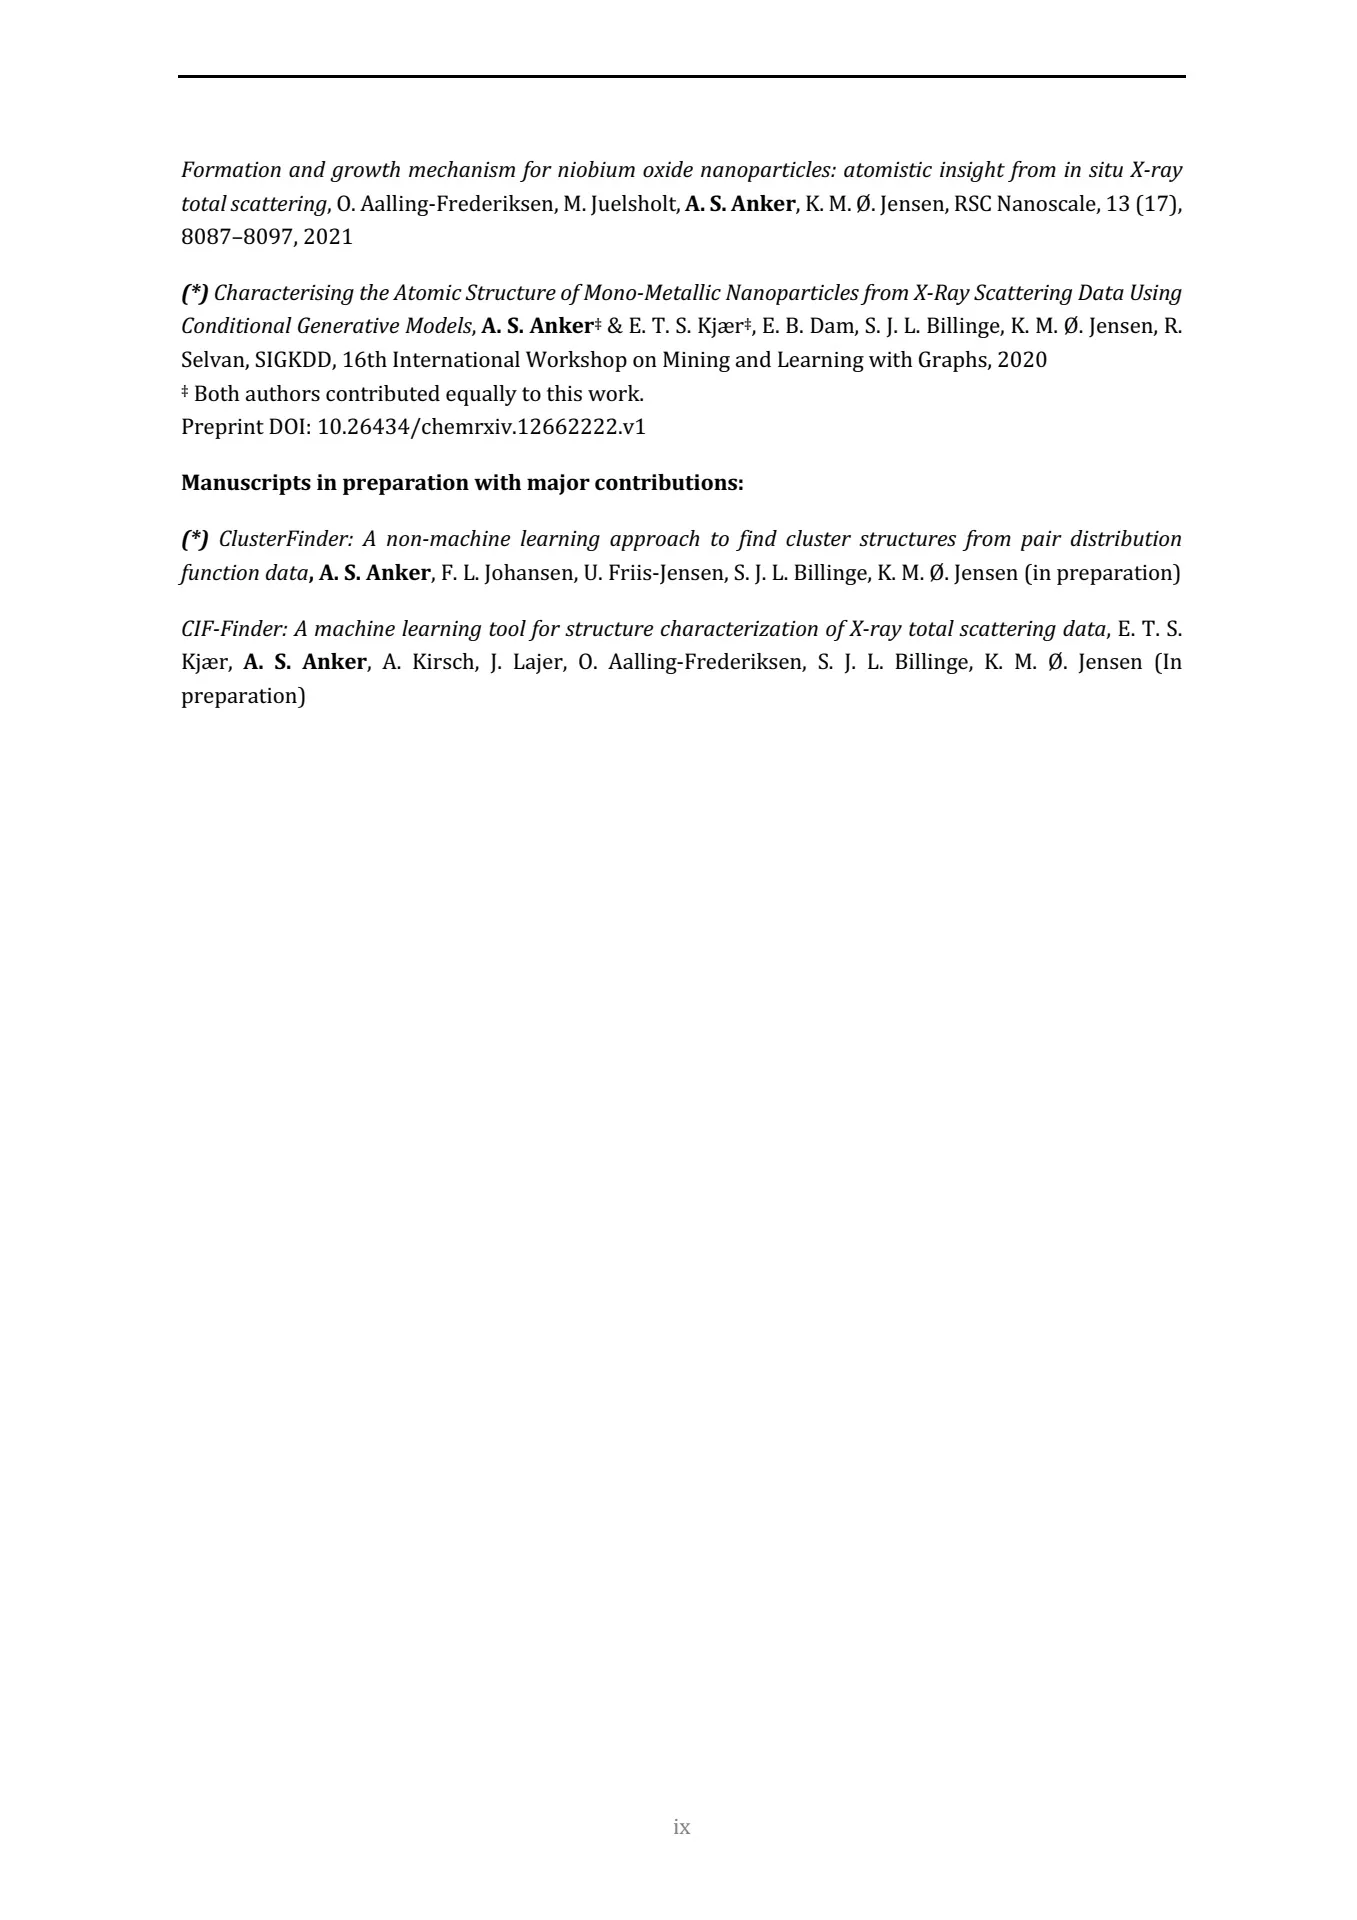 Formation and growth mechanism for niobium oxide nanoparticles: atomistic insight from in situ X-ray
total scattering, O. Aalling-Frederiksen, M. Juelsholt, A. S. Anker, K. M. Ø. Jensen, RSC Nanoscale, 13 (17),
8087–8097, 2021
(*) Characterising the Atomic Structure of Mono-Metallic Nanoparticles from X-Ray Scattering Data Using
Conditional Generative Models, A. S. Anker‡ & E. T. S. Kjær‡, E. B. Dam, S. J. L. Billinge, K. M. Ø. Jensen, R.
Selvan, SIGKDD, 16th International Workshop on Mining and Learning with Graphs, 2020
‡ Both authors contributed equally to this work.
Preprint DOI: 10.26434/chemrxiv.12662222.v1
Manuscripts in preparation with major contributions:
(*) ClusterFinder: A non-machine learning approach to find cluster structures from pair distribution
function data, A. S. Anker, F. L. Johansen, U. Friis-Jensen, S. J. L. Billinge, K. M. Ø. Jensen (in preparation)
CIF-Finder: A machine learning tool for structure characterization of X-ray total scattering data, E. T. S.
Kjær, A. S. Anker, A. Kirsch, J. Lajer, O. Aalling-Frederiksen, S. J. L. Billinge, K. M. Ø. Jensen (In
preparation)
ix